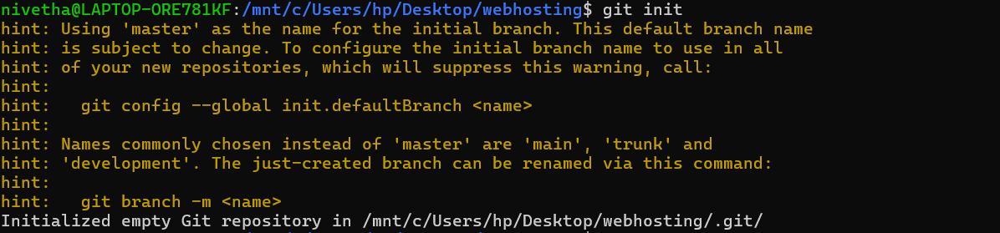 nivetha@LAPTOP-ORE781KF:/mnt/c/Users/hp/Desktop/webhosting$ git init
hint: Using 'master' as the name for the initial branch. This default branch name
hint: is subject to change. To configure the initial branch name to use in all
hint: of your new repositories, which will suppress this warning, call:
hint:
hint:   git config --global init.defaultBranch <name>
hint:
hint: Names commonly chosen instead of 'master' are 'main', 'trunk' and
hint: 'development'. The just-created branch can be renamed via this command:
hint:
hint:   git branch -m <name>
Initialized empty Git repository in /mnt/c/Users/hp/Desktop/webhosting/.git/